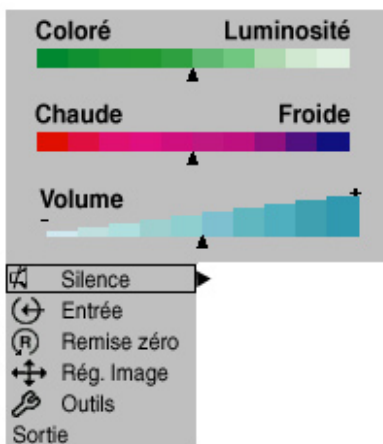 Coloré Luminosité
Chaude Froide
Volume
- +
Silence
Entrée
R Remise zéro
Rég. Image
Outils
Sortie